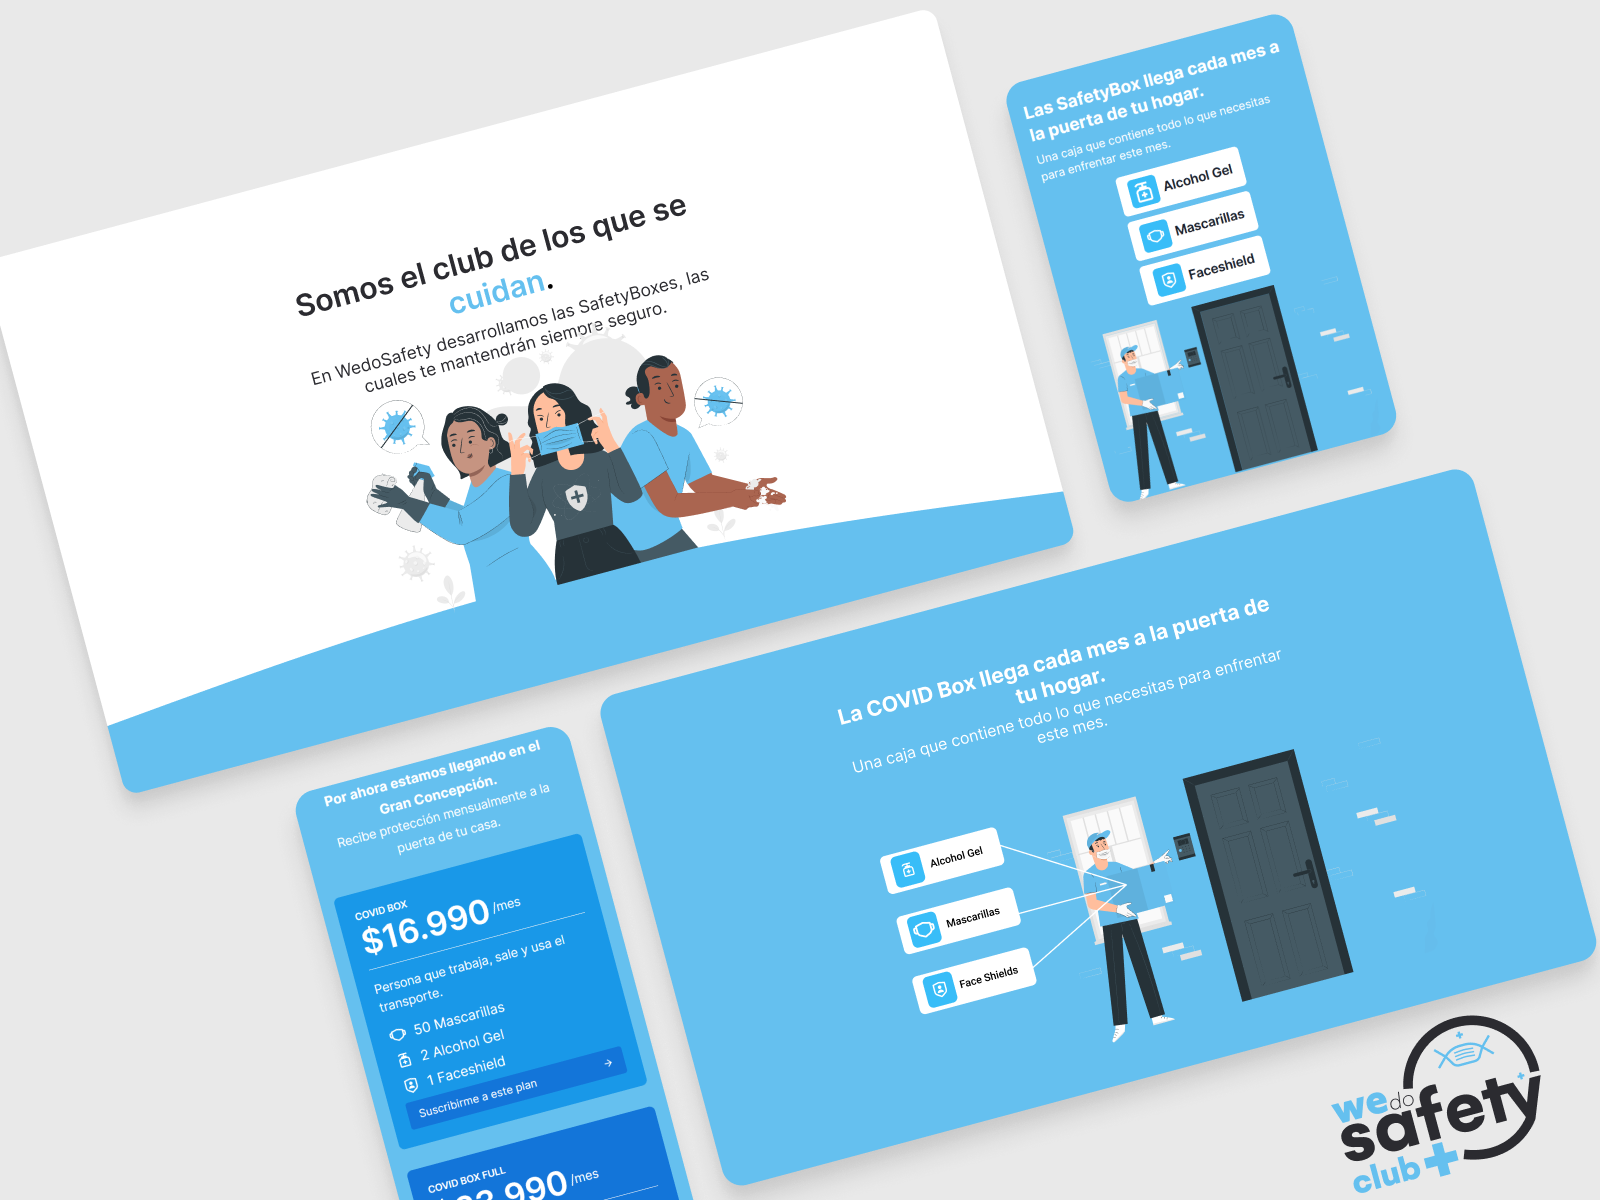 Somos el club de los que se
cuidan.
En WedoSafety desarrollamos las SafetyBoxes, las
cuales te mantendrán siempre seguro.
Las SafetyBox llega cada mes a
la puerta de tu hogar.
Una caja que contiene todo lo que necesitas
para enfrentar este mes.
Alcohol Gel
Mascarillas
Faceshield
La COVID Box llega cada mes a la puerta de
tu hogar.
Una caja que contiene todo lo que necesitas para enfrentar
este mes.
Alcohol Gel
Mascarillas
Face Shields
Por ahora estamos llegando en el
Gran Concepción.
Recibe protección mensualmente a la
puerta de tu casa.
COVID BOX
$16.990 /mes
Persona que trabaja, sale y usa el
transporte.
50 Mascarillas
2 Alcohol Gel
1 Faceshield
Suscribirme a este plan
COVID BOX FULL
.990 /mes
we do
safety
club